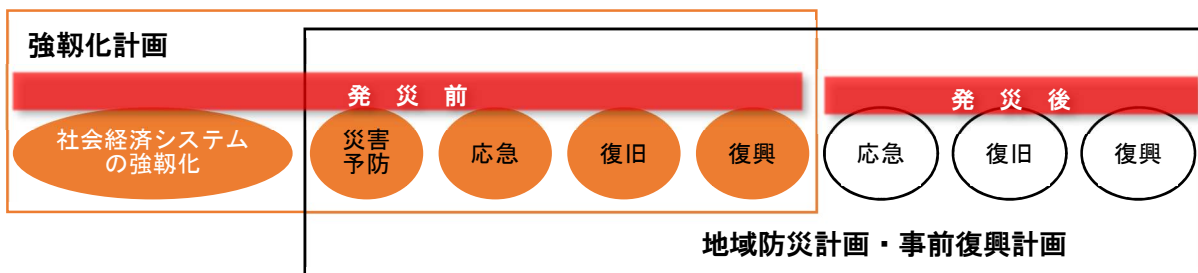 強靱化計画
発災前
発災後
社会経済システム
の強靱化
災害
予防
応急
復旧
復興
応急
復旧
復興
地域防災計画・事前復興計画